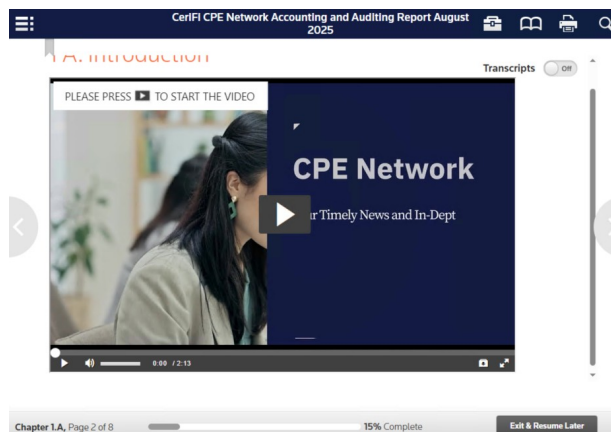 CeriFi CPE Network Accounting and Auditing Report August
2025
1 A. Introduction
Transcripts
Off
PLEASE PRESS TO START THE VIDEO
CPE Network
r Timely News and In-Dept
0:00 / 2:13
Chapter 1.A, Page 2 of 8
15% Complete
Exit & Resume Later